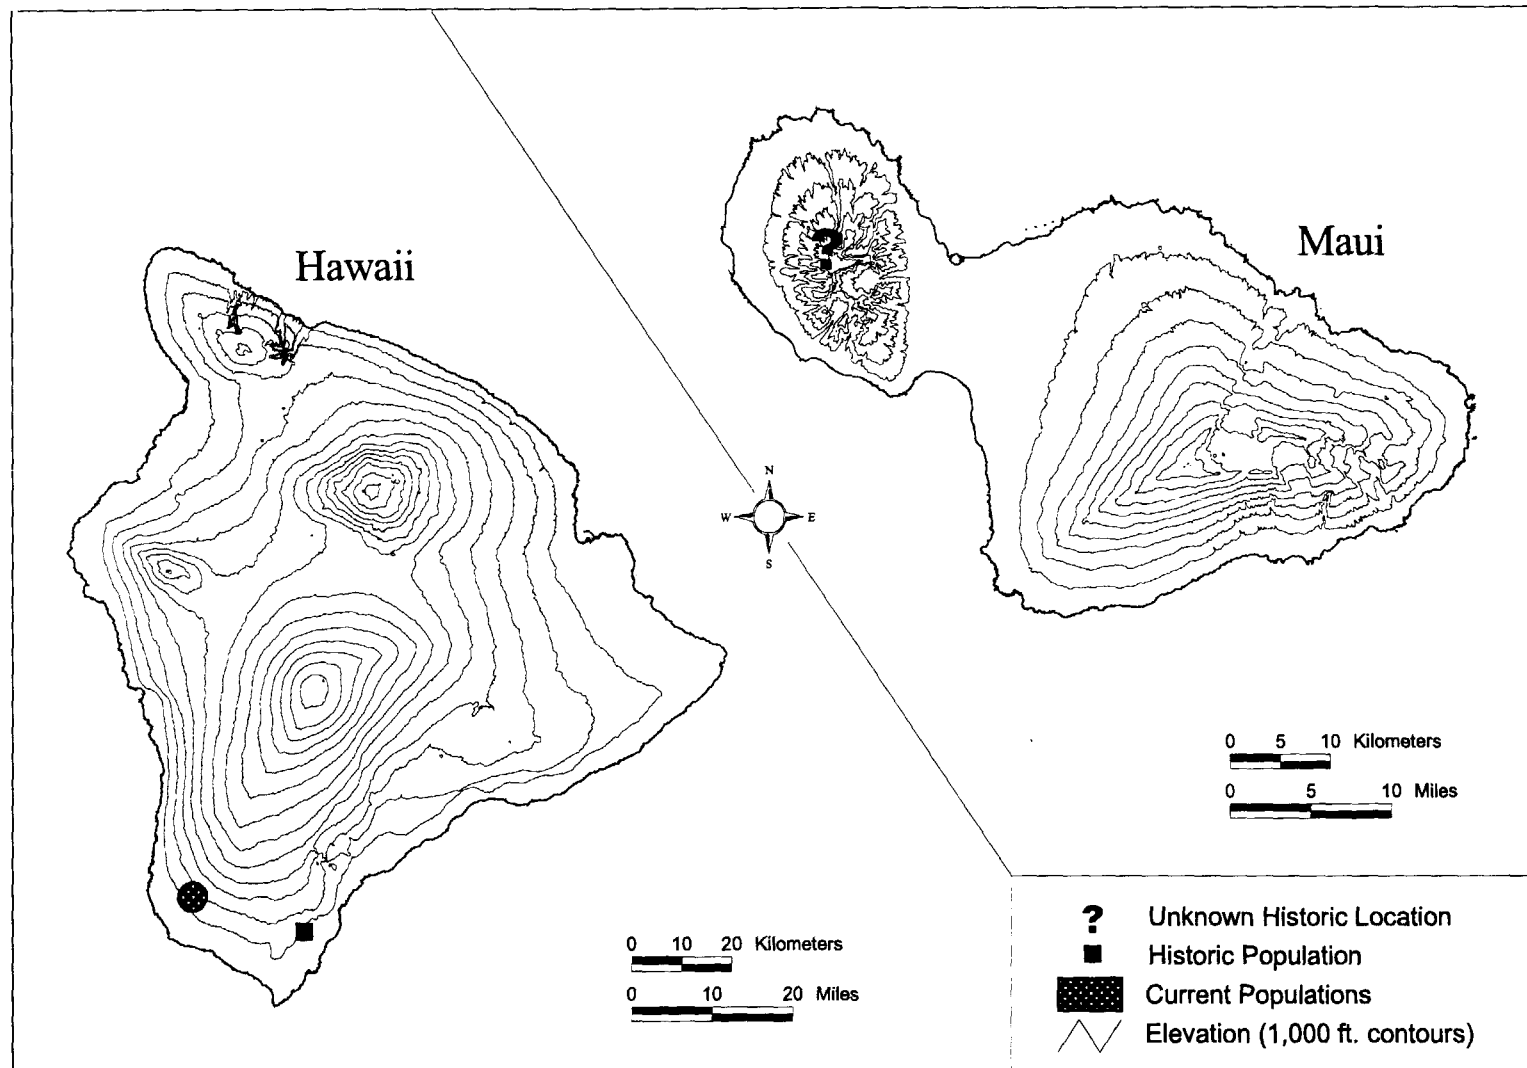 Hawaii
Maui
N
W E
S
0 5 10 Kilometers
0 5 10 Miles
0 10 20 Kilometers
0 10 20 Miles
? Unknown Historic Location
Historic Population
Current Populations
Elevation (1,000 ft. contours)
?